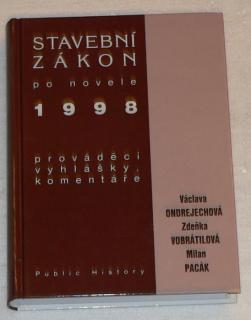 STAVEBNÍ
ZÁKON
po novele
1998
prováděcí
vyhlášky,
komentáře
Václava
ONDREJECHOVÁ
Zdeňka
VOBRÁTILOVÁ
Milan
PACÁK
Public History